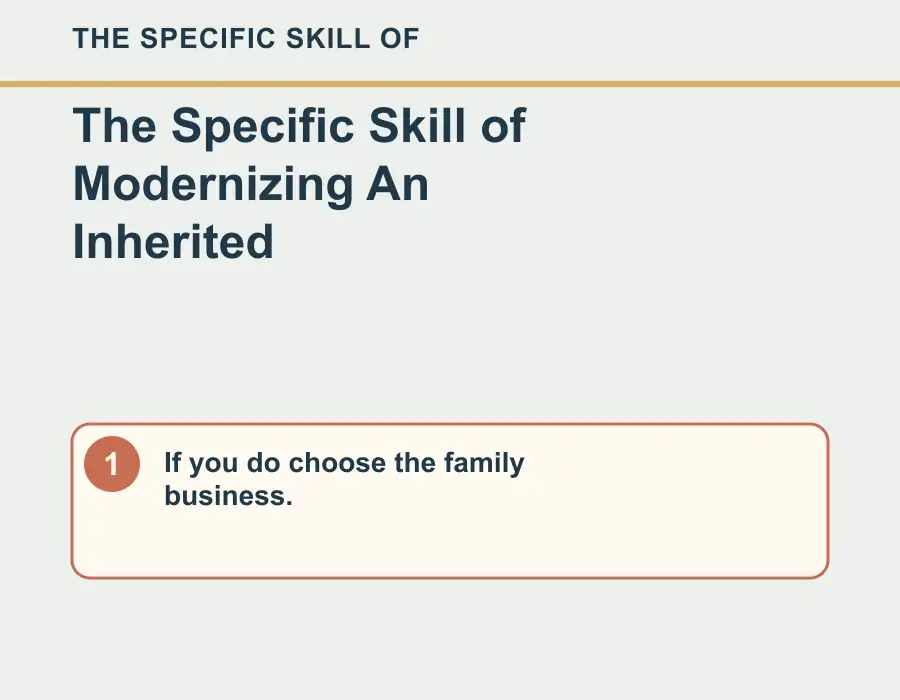 THE SPECIFIC SKILL OF
The Specific Skill of
Modernizing An
Inherited
1
If you do choose the family
business.